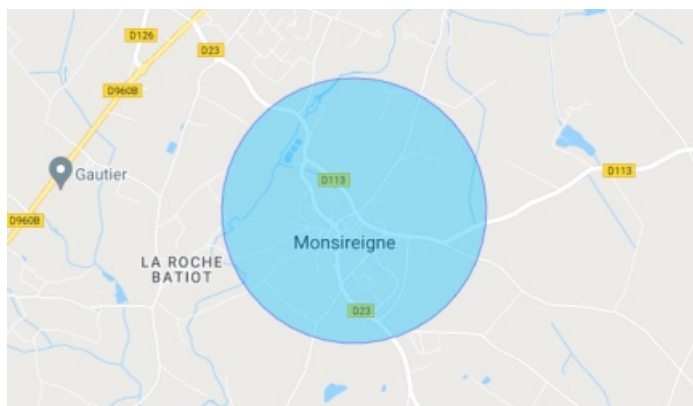 D126
D23
D960B
D113
Gautier
D113
D960B
Monsireigne
LA ROCHE
BATIOT
D23